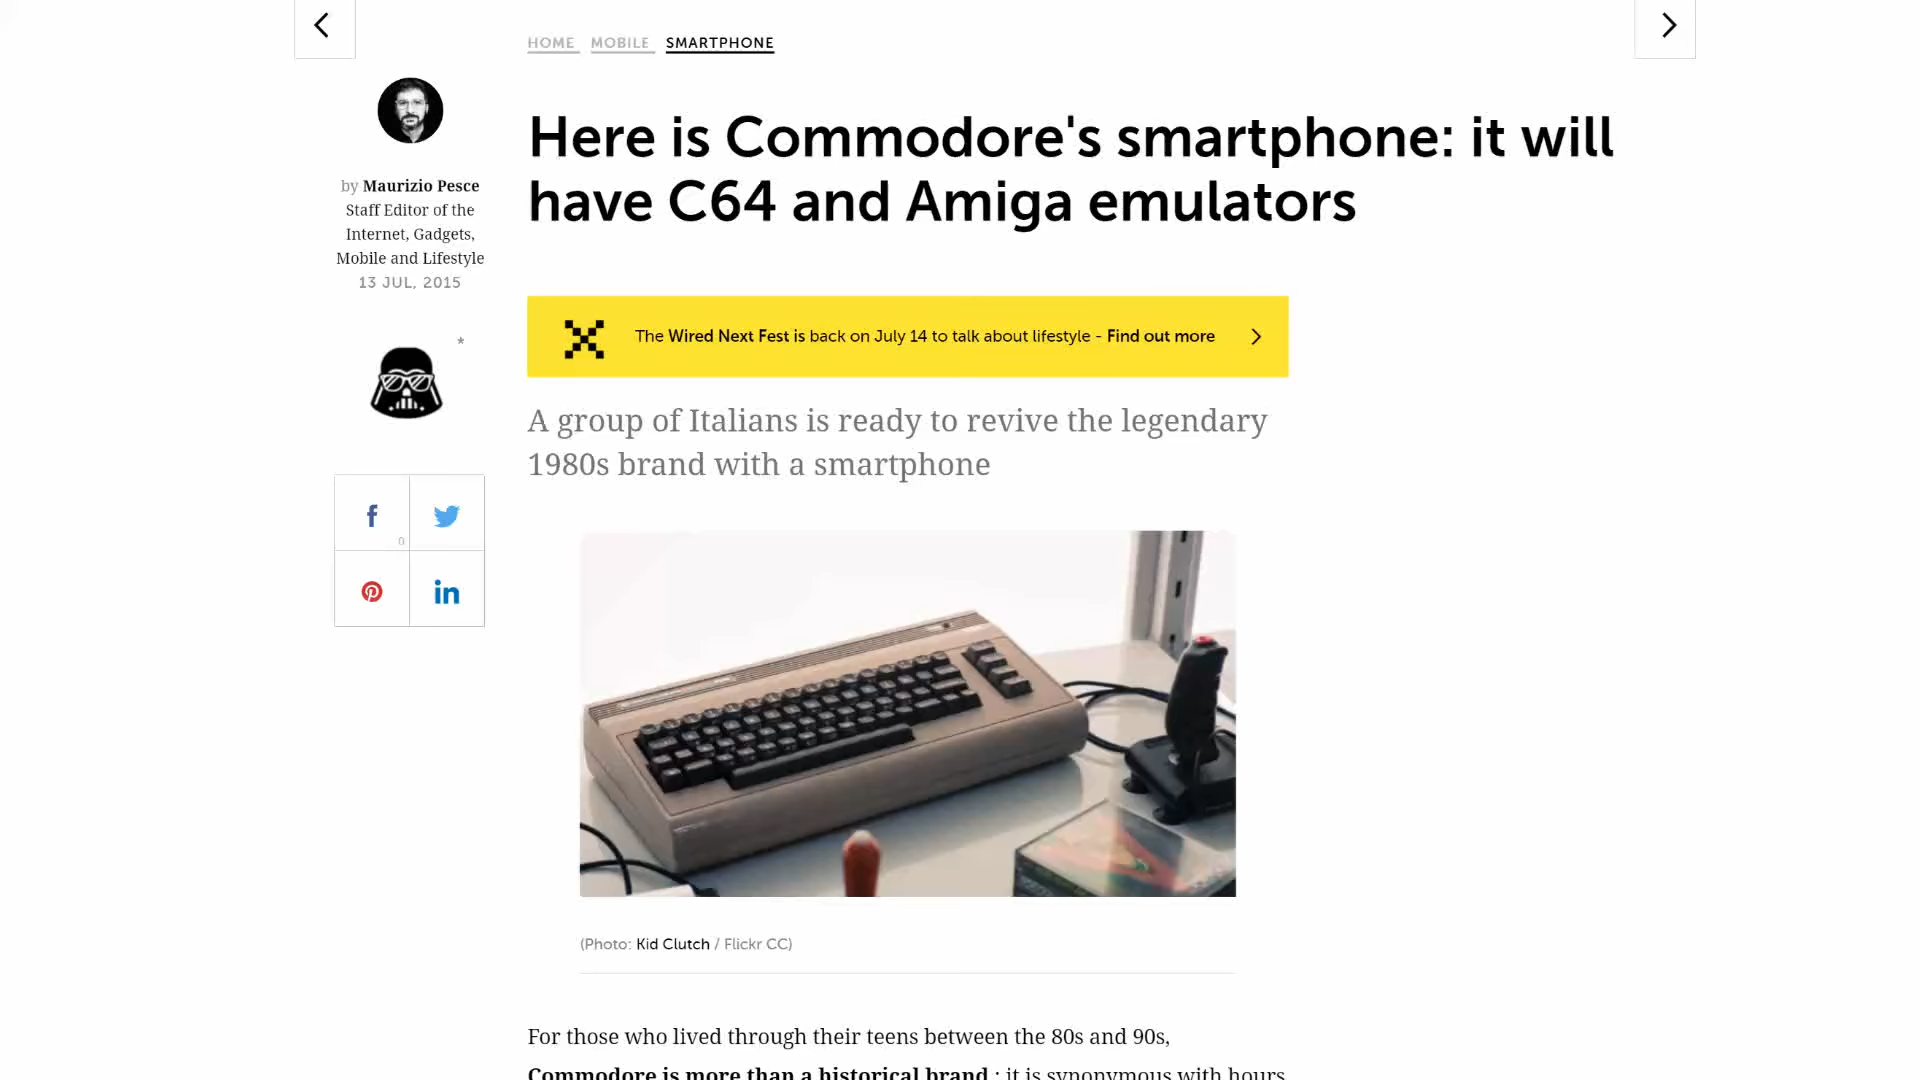 HOME MOBILE SMARTPHONE
by Maurizio Pesce
Staff Editor of the
Internet, Gadgets,
Mobile and Lifestyle
13 JUL, 2015
*
0
Here is Commodore's smartphone: it will
have C64 and Amiga emulators
The Wired Next Fest is back on July 14 to talk about lifestyle - Find out more
A group of Italians is ready to revive the legendary
1980s brand with a smartphone
(Photo: Kid Clutch / Flickr CC)
For those who lived through their teens between the 80s and 90s,
Commodore is more than a historical brand : it is synonymous with hours